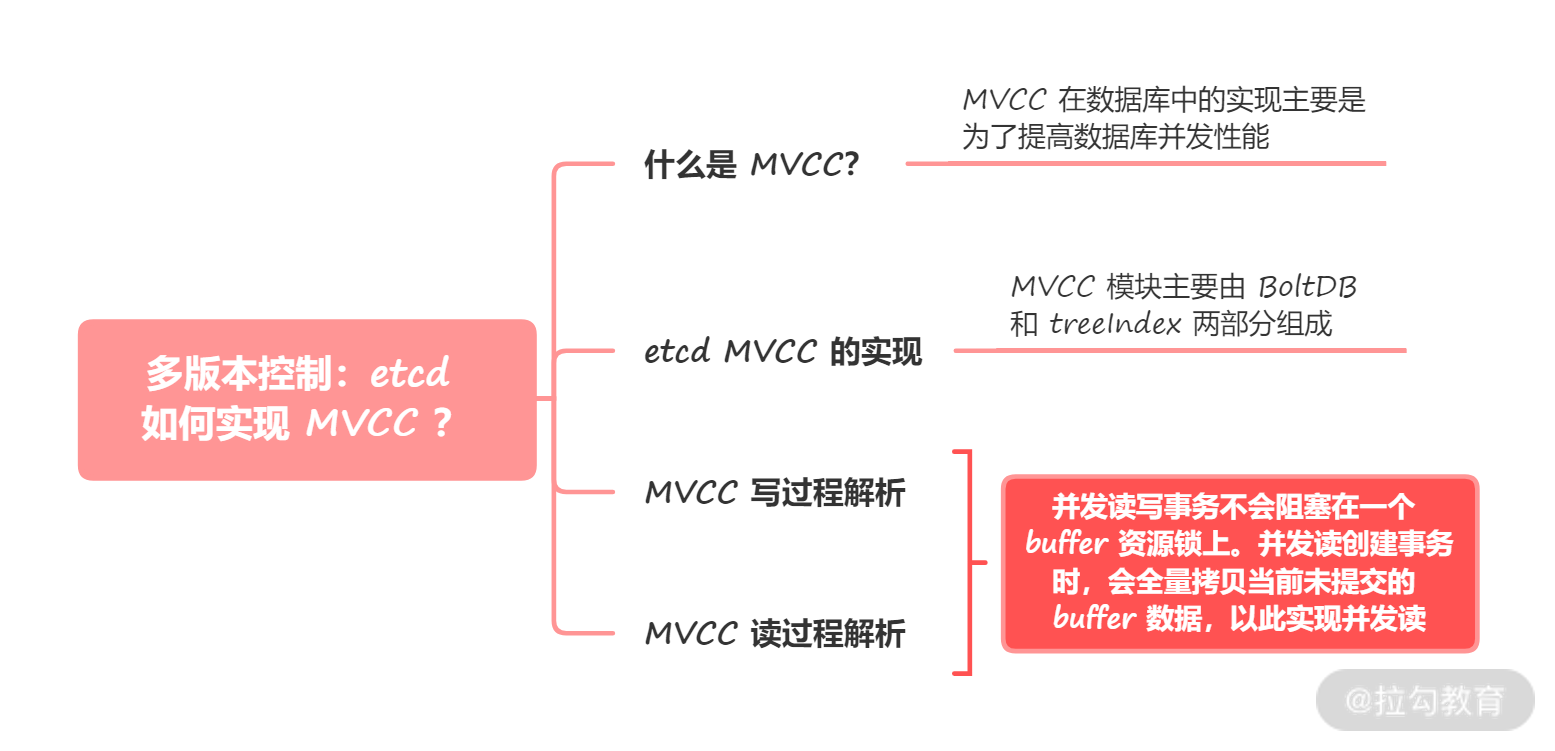 多版本控制：etcd
如何实现 MVCC ？
什么是 MVCC？
MVCC 在数据库中的实现主要是
为了提高数据库并发性能
etcd MVCC 的实现
MVCC 模块主要由 BoltDB
和 treeIndex 两部分组成
MVCC 写过程解析
MVCC 读过程解析
并发读写事务不会阻塞在一个
buffer 资源锁上。并发读创建事务
时，会全量拷贝当前未提交的
buffer 数据，以此实现并发读
@拉勾教育